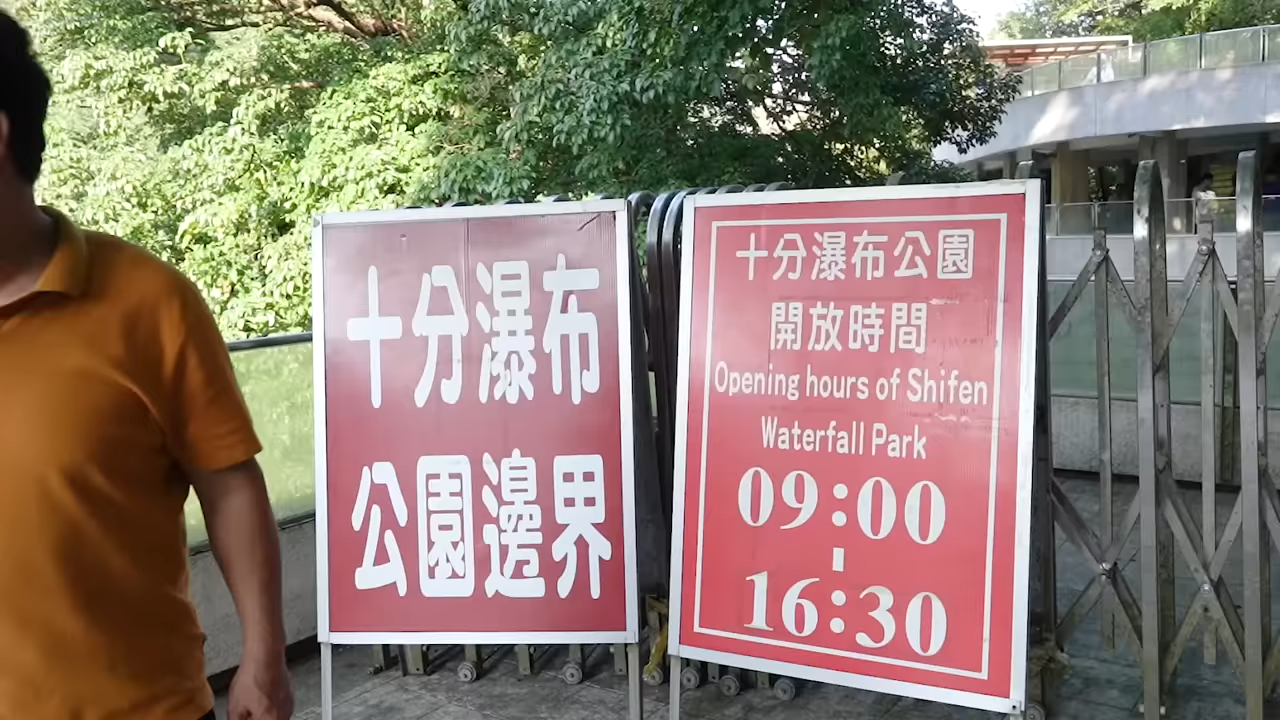 十分瀑布
公園邊界
十分瀑布公園
開放時間
Opening hours of Shifen
Waterfall Park
09:00
-
16:30